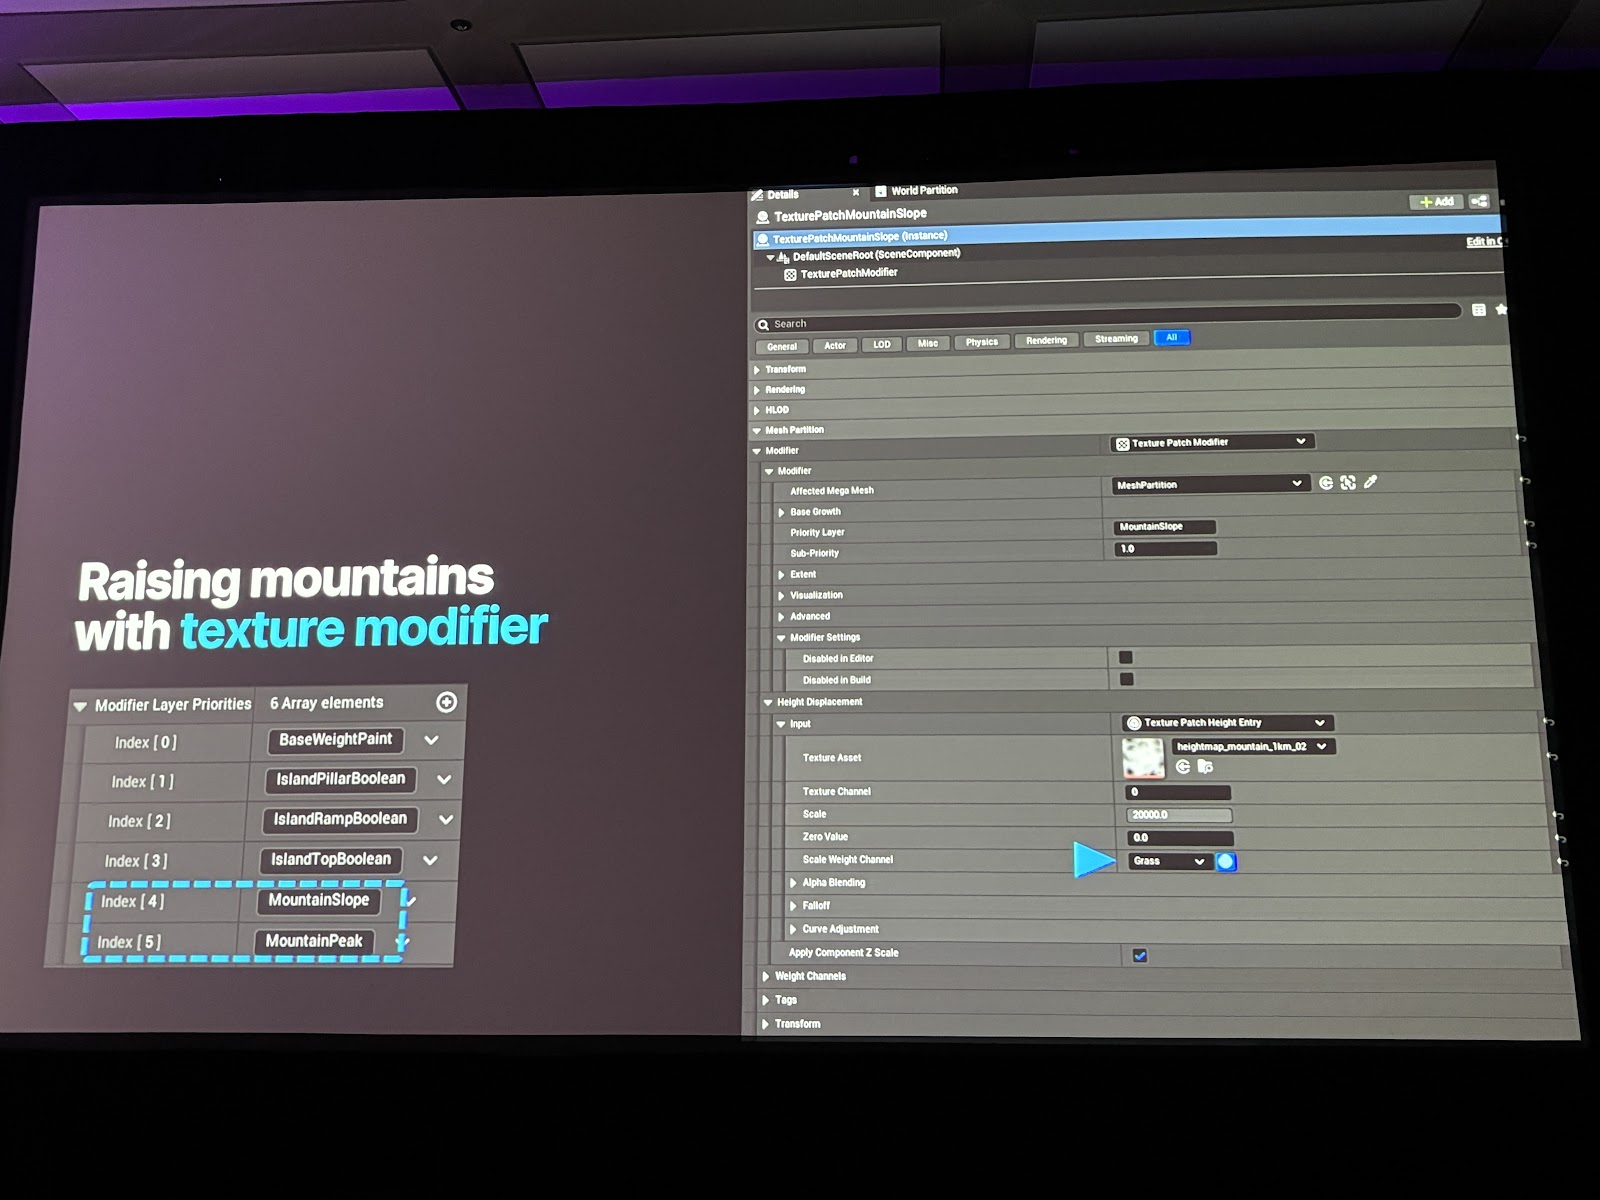 Raising mountains
with texture modifier
Modifier Layer Priorities 6 Array elements
Index [ 0 ] BaseWeightPaint
Index [ 1 ] IslandPillarBoolean
Index [ 2 ] IslandRampBoolean
Index [ 3 ] IslandTopBoolean
Index [ 4 ] MountainSlope
Index [ 5 ] MountainPeak
Details World Partition
TexturePatchMountainSlope
+ Add
TexturePatchMountainSlope (Instance)
Edit in C
DefaultSceneRoot (SceneComponent)
TexturePatchModifier
Search
General Actor LOD Misc Physics Rendering Streaming All
Transform
Rendering
HLOD
Mesh Partition
Modifier Texture Patch Modifier
Modifier
Affected Mega Mesh MeshPartition
Base Growth
Priority Layer MountainSlope
Sub-Priority 1.0
Extent
Visualization
Advanced
Modifier Settings
Disabled in Editor
Disabled in Build
Height Displacement
Input Texture Patch Height Entry
Texture Asset heightmap_mountain_1km_02
Texture Channel 0
Scale 20000.0
Zero Value 0.0
Scale Weight Channel Grass
Alpha Blending
Falloff
Curve Adjustment
Apply Component Z Scale
Weight Channels
Tags
Transform